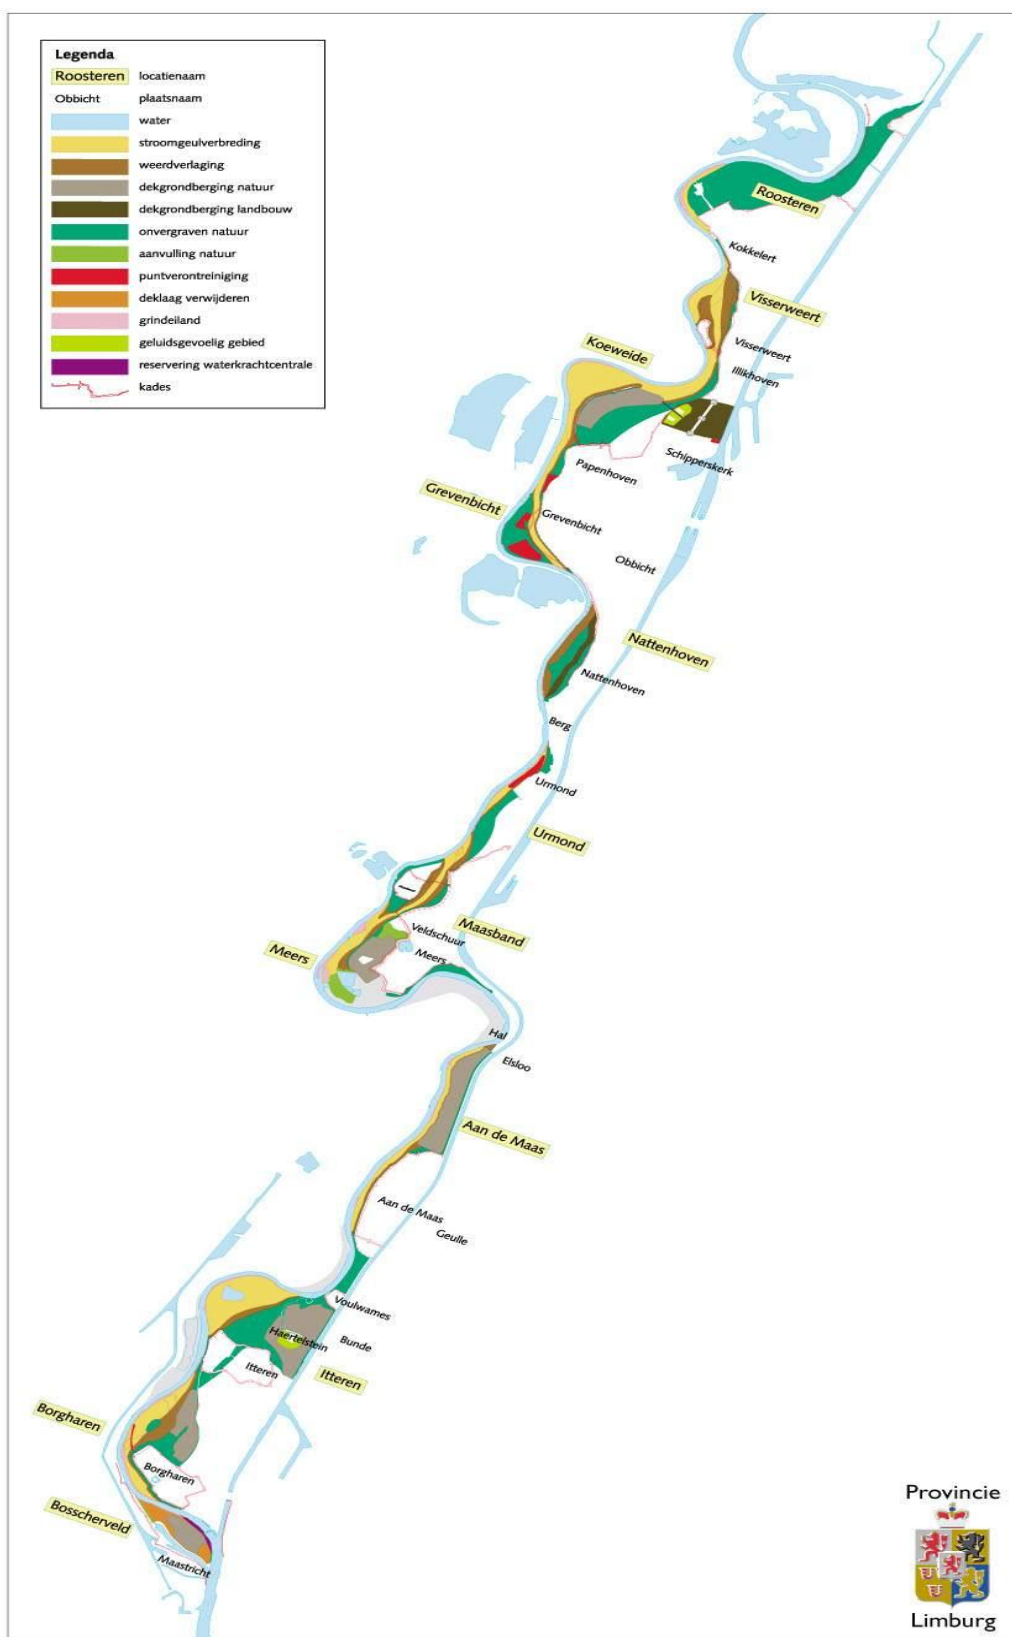 Legenda
Roosteren locatienaam
Obbicht plaatsnaam
water
stroomgeulverbreding
weerdverlaging
dekgrondberging natuur
dekgrondberging landbouw
onvergraven natuur
aanvulling natuur
puntverontreiniging
deklaag verwijderen
grindeiland
geluidsgevoelig gebied
reservering waterkrachtcentrale
kades
Roosteren
Kokkelert
Visserweert
Koeweide
Visserweert
Illikhoven
Schipperskerk
Papenhoven
Grevenbicht
Grevenbicht
Obbicht
Nattenhoven
Nattenhoven
Berg
Urmond
Urmond
Maasband
Veldschuur
Meers
Meers
Hal
Elsloo
Aan de Maas
Aan de Maas
Geulle
Voulwames
Haertelstein
Bunde
Itteren
Itteren
Borgharen
Borgharen
Bosscherveld
Maastricht
Provincie
Limburg